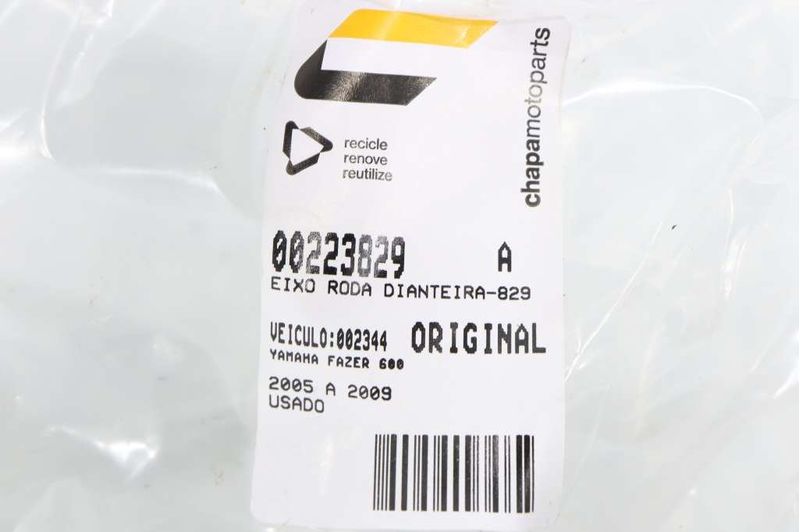 chapamotoparts
recicle
renove
reutilize
00223829 A
EIXO RODA DIANTEIRA-829
VEICULO:002344 ORIGINAL
YAMAHA FAZER 600
2005 A 2009
USADO